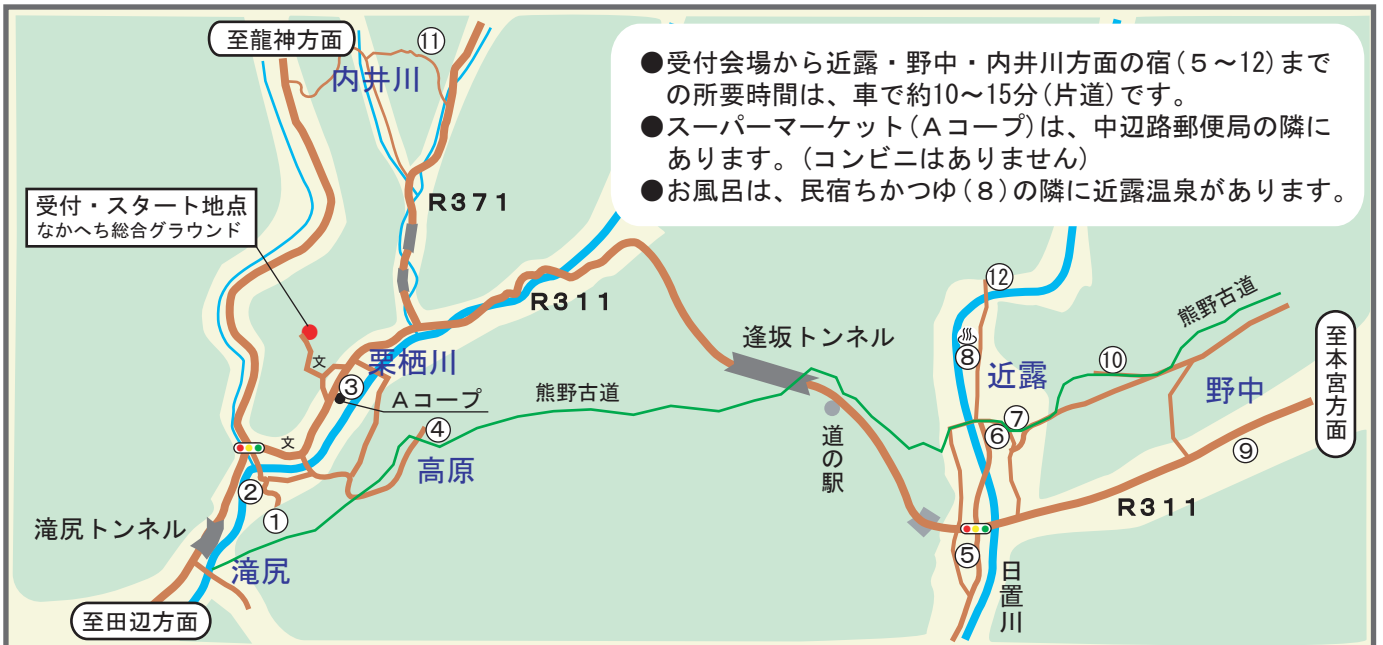 至龍神方面
⑪
内井川
●受付会場から近露・野中・内井川方面の宿(5～12)まで
の所要時間は、車で約10～15分(片道)です。
●スーパーマーケット(Aコープ)は、中辺路郵便局の隣に
あります。(コンビニはありません)
●お風呂は、民宿ちかつゆ(8)の隣に近露温泉があります。
受付・スタート地点
なかへち総合グラウンド
R371
R311
⑫
熊野古道
至本宮方面
逢坂トンネル
文
栗栖川
⑧
近露
⑩
野中
③
Aコープ
熊野古道
④
高原
道の駅
⑦
⑥
文
⑨
②
①
R311
滝尻トンネル
滝尻
⑤
日置川
至田辺方面